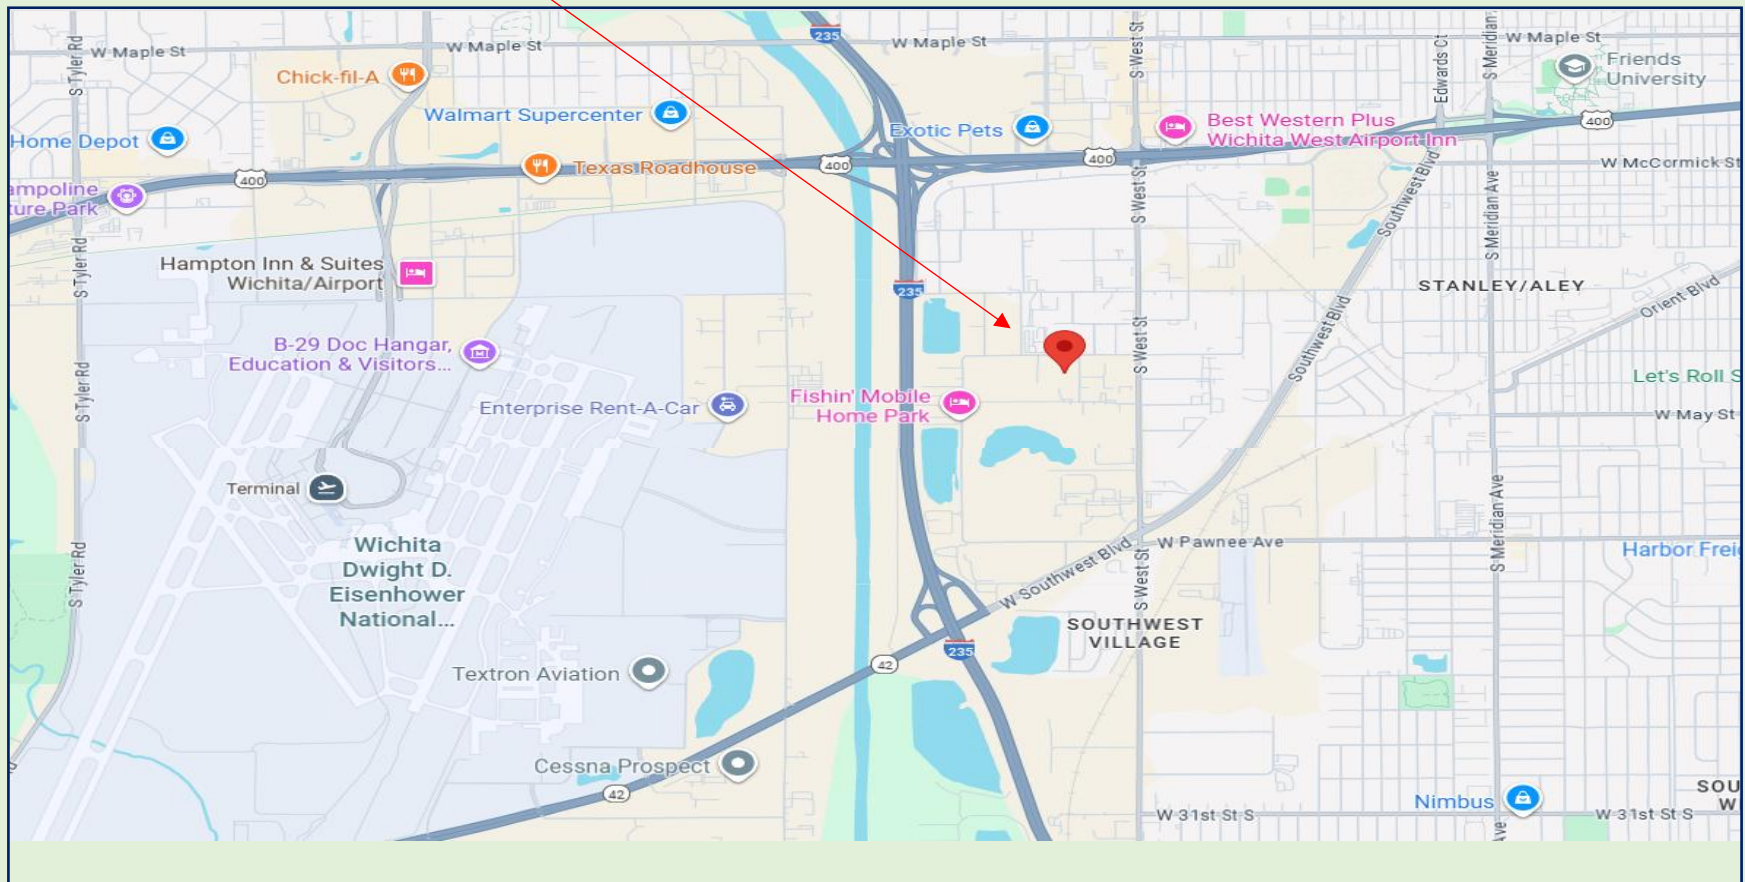 W Maple St
W Maple St
W Maple St
W Maple St
235
S Tyler Rd
S West St
Edwards Ct
S Meridian
Friends
University
Chick-fil-A
Walmart Supercenter
Exotic Pets
Best Western Plus
Wichita West Airport Inn
400
Home Depot
Texas Roadhouse
400
400
400
W McCormick St
ampoline
ture Park
S West St
Southwest Blvd
S Meridian Ave
S Tyler Rd
Hampton Inn & Suites
Wichita/Airport
235
STANLEY/ALEY
Orient Blvd
B-29 Doc Hangar,
Education & Visitors...
S West St
Southwest Blvd
S Tyler Rd
Let's Roll S
Enterprise Rent-A-Car
Fishin' Mobile
Home Park
W May St
Terminal
S Meridian Ave
Wichita
Dwight D.
Eisenhower
National...
S Tyler Rd
W Southwest Blvd
W Pawnee Ave
Harbor Frei
S West St
SOUTHWEST
VILLAGE
235
42
Textron Aviation
Cessna Prospect
42
Nimbus
SOU
W
W 31st St S
W 31st St S
Ave